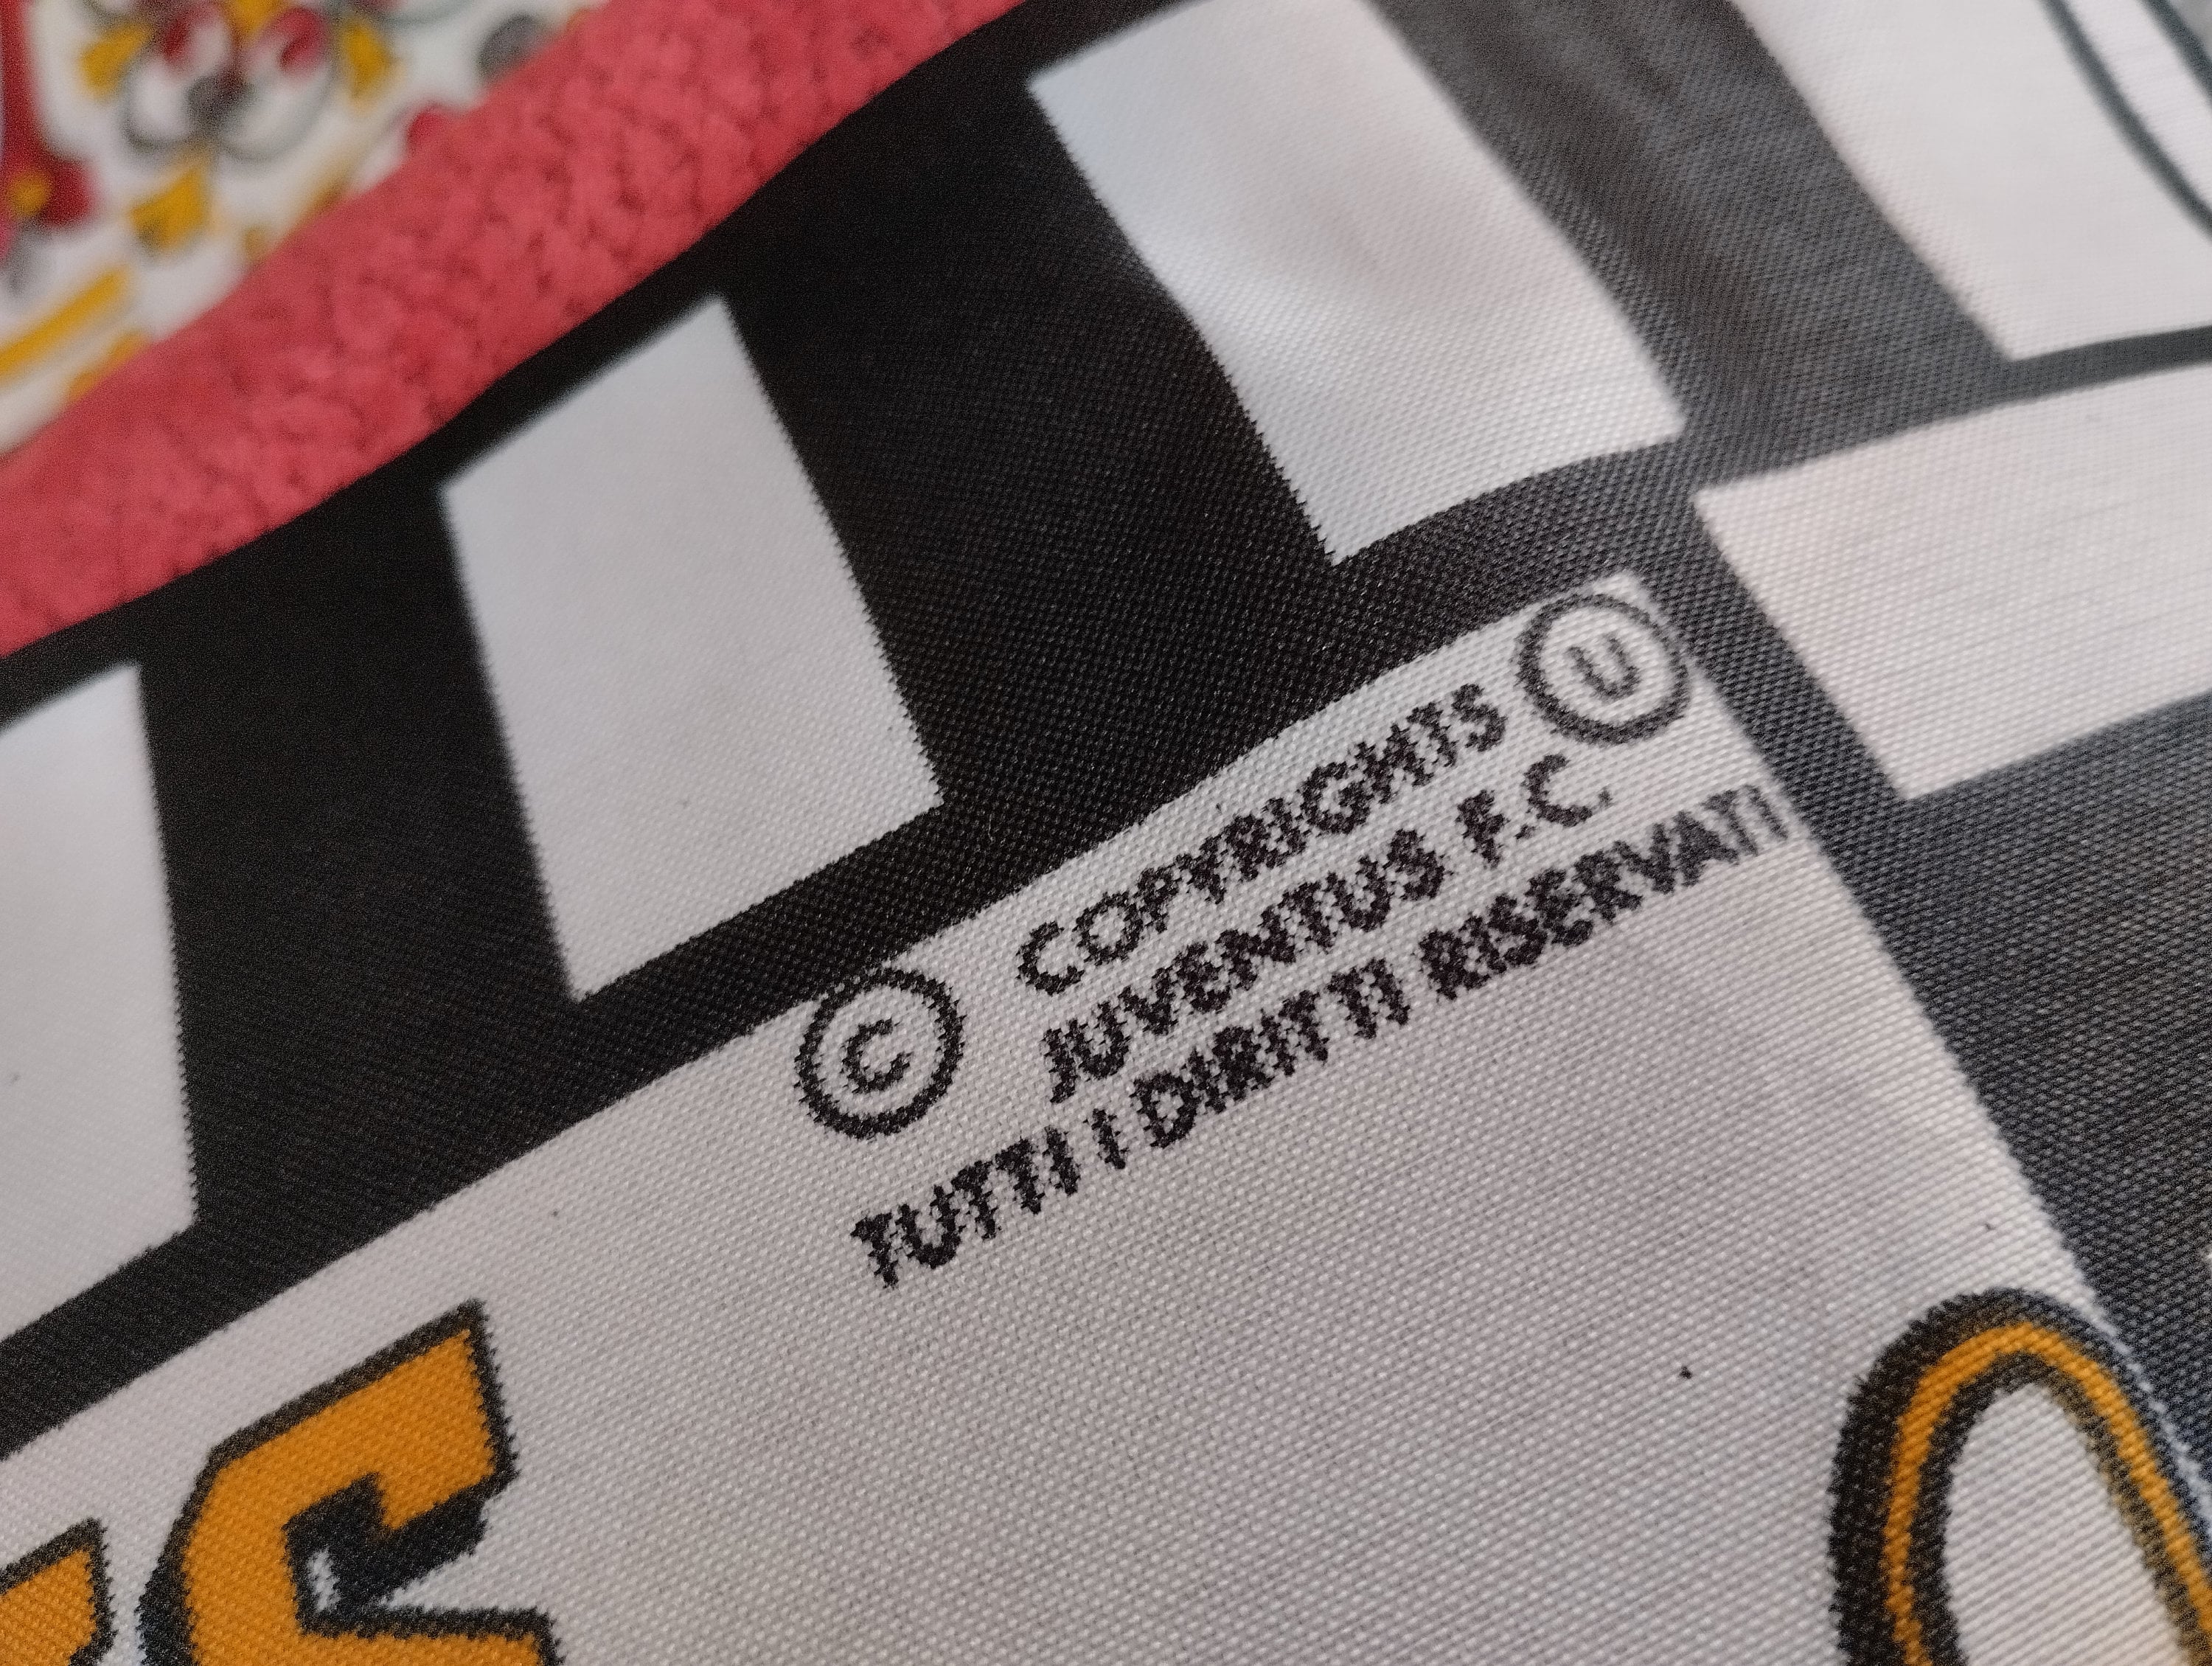 © COPYRIGHTS Ⓤ
JUVENTUS F.C.
TUTTI I DIRITTI RISERVATI
S